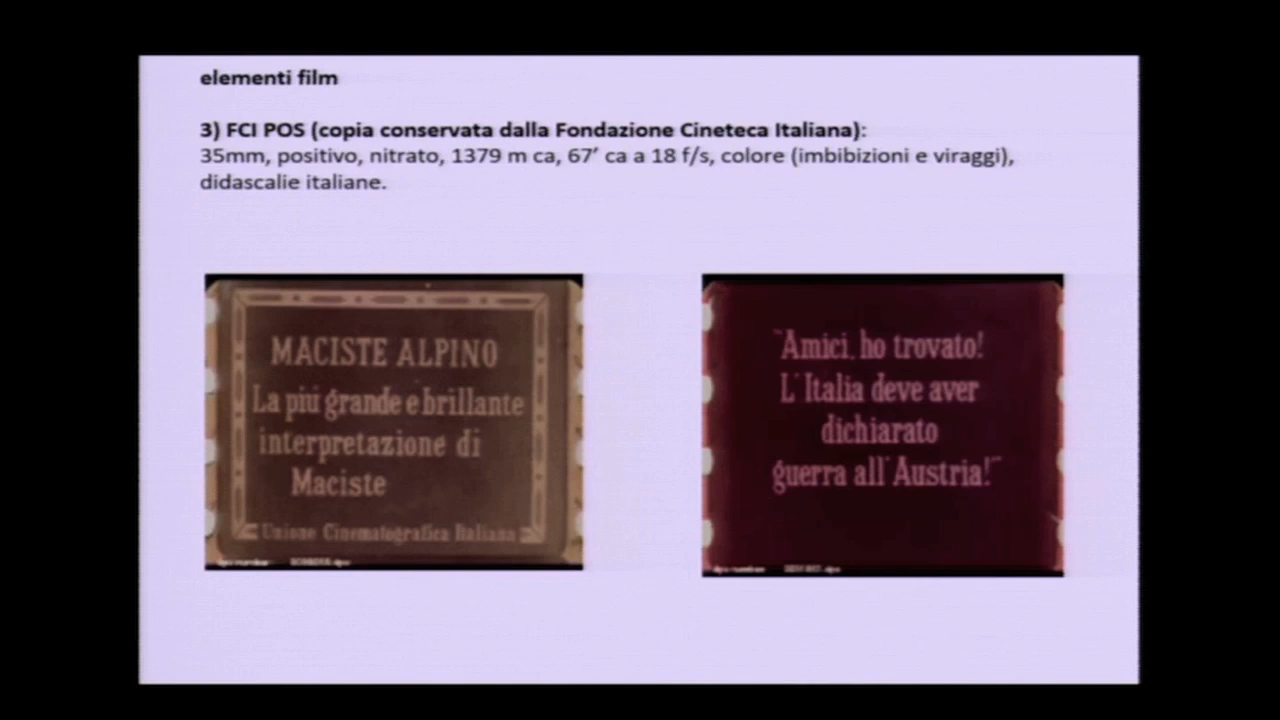 elementi film
3) FCI POS (copia conservata dalla Fondazione Cineteca Italiana):
35mm, positivo, nitrato, 1379 m ca, 67’ ca a 18 f/s, colore (imbibizioni e viraggi),
didascalie italiane.
MACISTE ALPINO
La più grande e brillante
interpretazione di
Maciste
Unione Cinematografica Italiana
"Amici, ho trovato!
L'Italia deve aver
dichiarato
guerra all'Austria!"